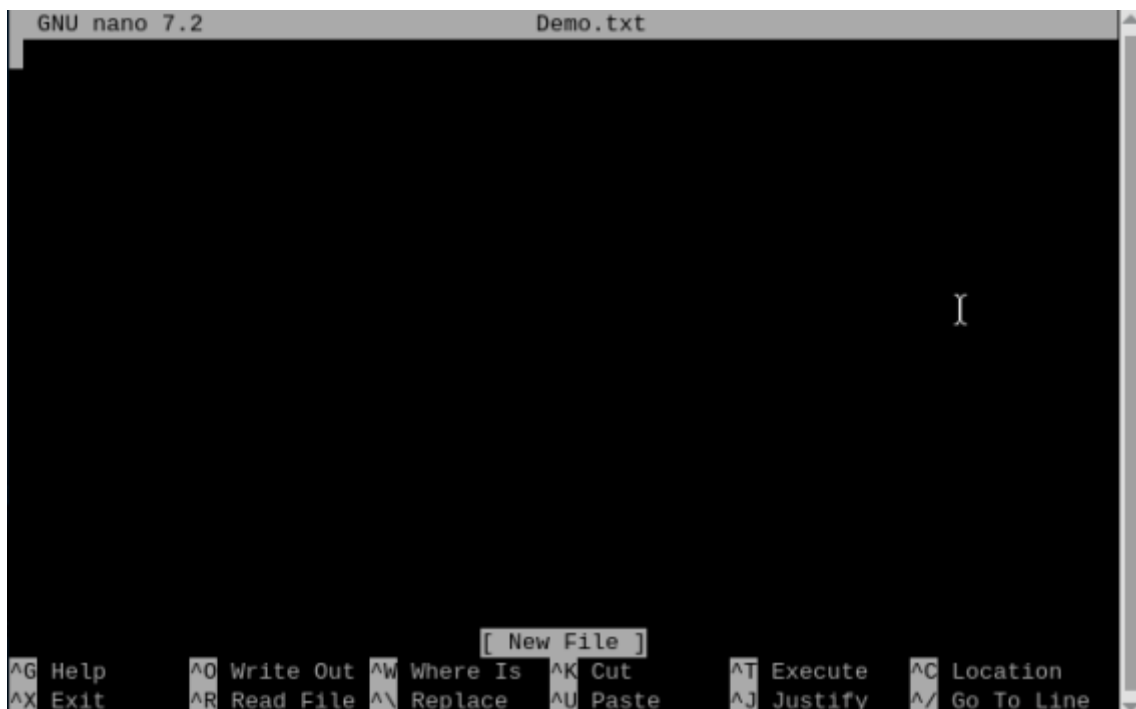 GNU nano 7.2 Demo.txt
[ New File ]
^G Help ^O Write Out ^W Where Is ^K Cut ^T Execute ^C Location
^X Exit ^R Read File ^\ Replace ^U Paste ^J Justify ^/ Go To Line